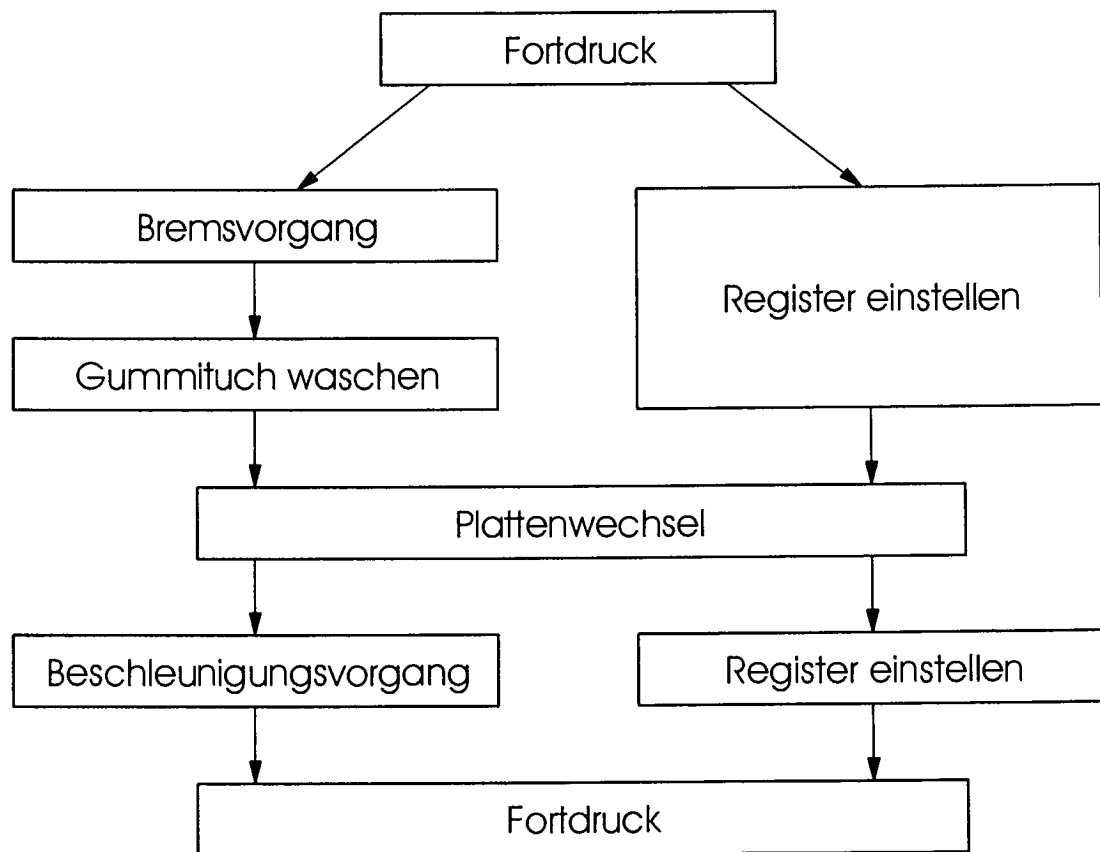 Fortdruck
Bremsvorgang
Register einstellen
Gummituch waschen
Plattenwechsel
Beschleunigungsvorgang
Register einstellen
Fortdruck